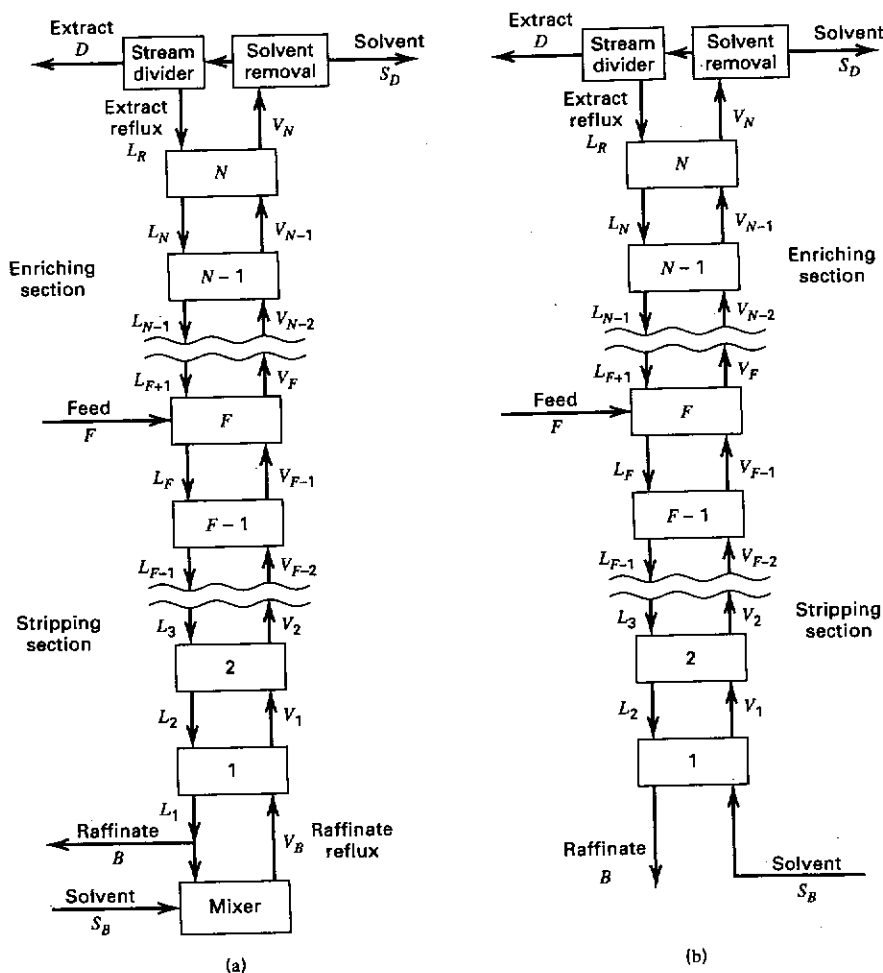 Extract
D
Stream
divider
Solvent
removal
Solvent
S_D
Extract
reflux
L_R
V_N
N
L_N
V_{N-1}
Enriching
section
N – 1
L_{N-1}
V_{N-2}
L_{F+1}
V_F
Feed
F
F
L_F
V_{F-1}
F – 1
L_{F-1}
V_{F-2}
Stripping
section
L_3
V_2
2
L_2
V_1
1
L_1
Raffinate
B
V_B
Raffinate
reflux
Solvent
S_B
Mixer
(a)
Extract
D
Stream
divider
Solvent
removal
Solvent
S_D
Extract
reflux
L_R
V_N
N
L_N
V_{N-1}
N – 1
Enriching
section
L_{N-1}
V_{N-2}
L_{F+1}
V_F
Feed
F
F
L_F
V_{F-1}
F – 1
L_{F-1}
V_{F-2}
L_3
V_2
Stripping
section
2
L_2
V_1
1
Raffinate
B
Solvent
S_B
(b)